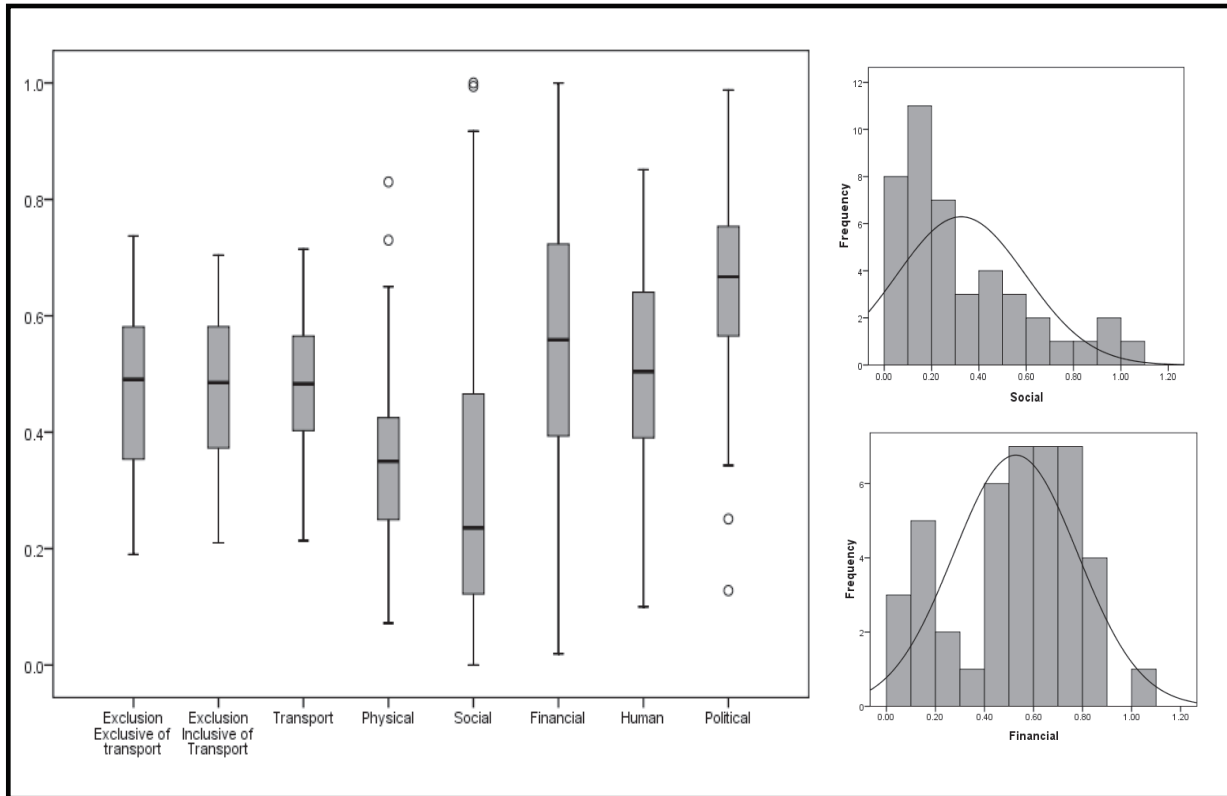 1.0
0.8
0.6
0.4
0.2
0.0
Exclusion
Exclusive of
transport
Exclusion
Inclusive of
Transport
Transport
Physical
Social
Financial
Human
Political
12
10
8
6
4
2
0
Frequency
0.00 0.20 0.40 0.60 0.80 1.00 1.20
Social
6
4
2
0
Frequency
0.00 0.20 0.40 0.60 0.80 1.00 1.20
Financial